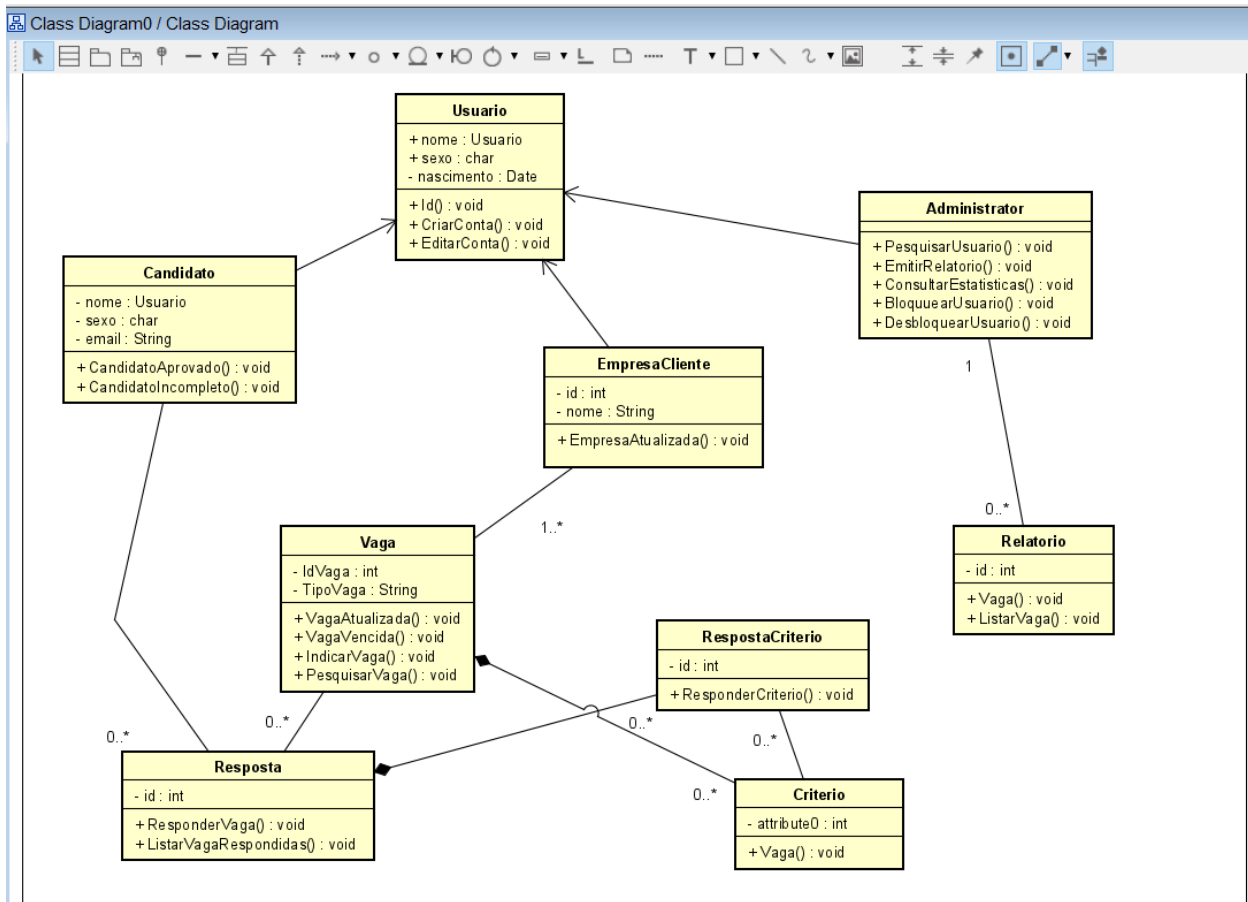 Class Diagram0 / Class Diagram
Usuario
+ nome : Usuario
+ sexo : char
- nascimento : Date
+ Id() : void
+ CriarConta() : void
+ EditarConta() : void
Administrator
+ PesquisarUsuario() : void
+ EmitirRelatorio() : void
+ ConsultarEstatisticas() : void
+ BloquuearUsuario() : void
+ DesbloquearUsuario() : void
Candidato
- nome : Usuario
- sexo : char
- email : String
+ CandidatoAprovado() : void
+ CandidatoIncompleto() : void
EmpresaCliente
- id : int
- nome : String
+ EmpresaAtualizada() : void
1
1..*
0..*
Vaga
- IdVaga : int
- TipoVaga : String
+ VagaAtualizada() : void
+ VagaVencida() : void
+ IndicarVaga() : void
+ PesquisarVaga() : void
Relatorio
- id : int
+ Vaga() : void
+ ListarVaga() : void
RespostaCriterio
- id : int
+ ResponderCriterio() : void
0..*
0..*
0..*
0..*
0..*
Resposta
- id : int
+ ResponderVaga() : void
+ ListarVagaRespondidas() : void
Criterio
- attribute0 : int
+ Vaga() : void